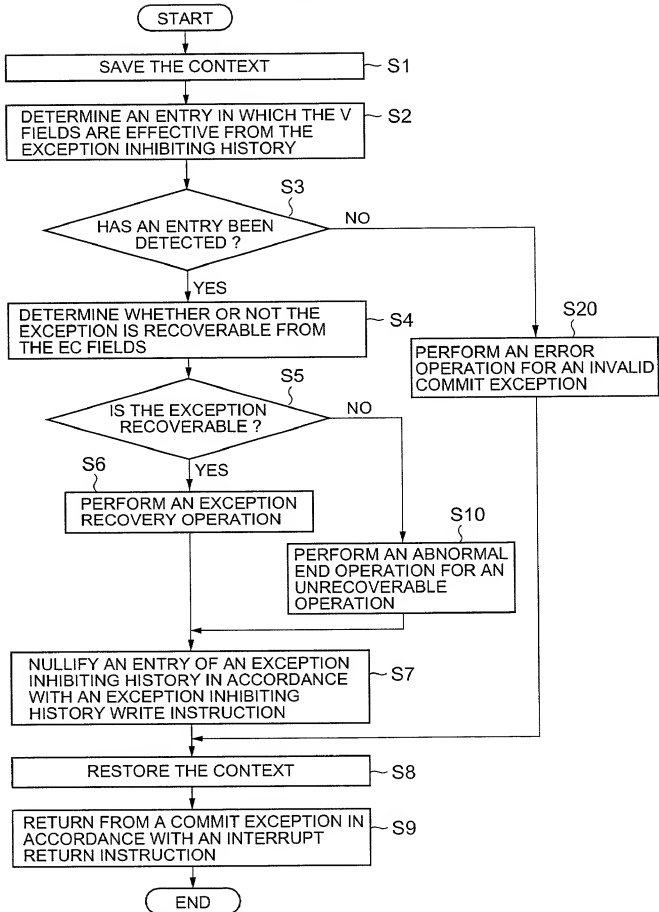 START
SAVE THE CONTEXT
S1
DETERMINE AN ENTRY IN WHICH THE V
FIELDS ARE EFFECTIVE FROM THE
EXCEPTION INHIBITING HISTORY
S2
S3
HAS AN ENTRY BEEN
DETECTED ?
NO
YES
DETERMINE WHETHER OR NOT THE
EXCEPTION IS RECOVERABLE FROM
THE EC FIELDS
S4
S20
PERFORM AN ERROR
OPERATION FOR AN INVALID
COMMIT EXCEPTION
S5
IS THE EXCEPTION
RECOVERABLE ?
NO
YES
S6
PERFORM AN EXCEPTION
RECOVERY OPERATION
S10
PERFORM AN ABNORMAL
END OPERATION FOR AN
UNRECOVERABLE
OPERATION
NULLIFY AN ENTRY OF AN EXCEPTION
INHIBITING HISTORY IN ACCORDANCE
WITH AN EXCEPTION INHIBITING
HISTORY WRITE INSTRUCTION
S7
RESTORE THE CONTEXT
S8
RETURN FROM A COMMIT EXCEPTION IN
ACCORDANCE WITH AN INTERRUPT
RETURN INSTRUCTION
S9
END